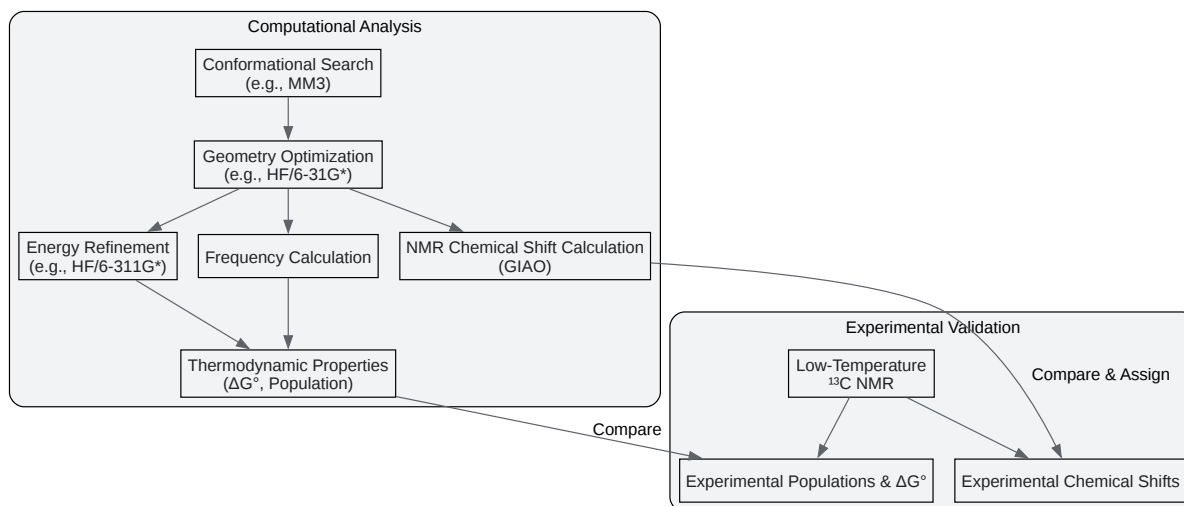 Computational Analysis
Conformational Search
(e.g., MM3)
Geometry Optimization
(e.g., HF/6-31G*)
Energy Refinement
(e.g., HF/6-311G*)
Frequency Calculation
NMR Chemical Shift Calculation
(GIAO)
Thermodynamic Properties
(ΔG°, Population)
Experimental Validation
Low-Temperature
¹³C NMR
Compare & Assign
Compare
Experimental Populations & ΔG°
Experimental Chemical Shifts